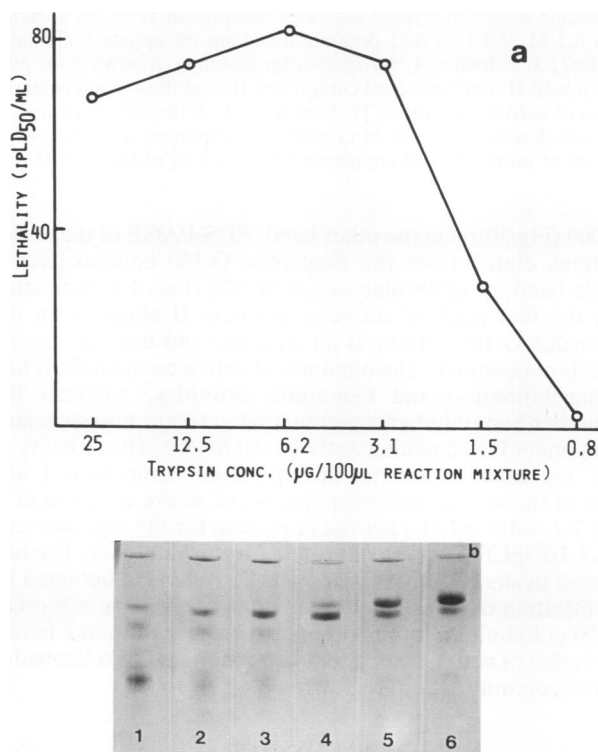 a
80
40
LETHALITY (IPLD50/ML)
25 12.5 6.2 3.1 1.5 0.8
TRYPSIN CONC. (µG/100µL REACTION MIXTURE)
b
1 2 3 4 5 6